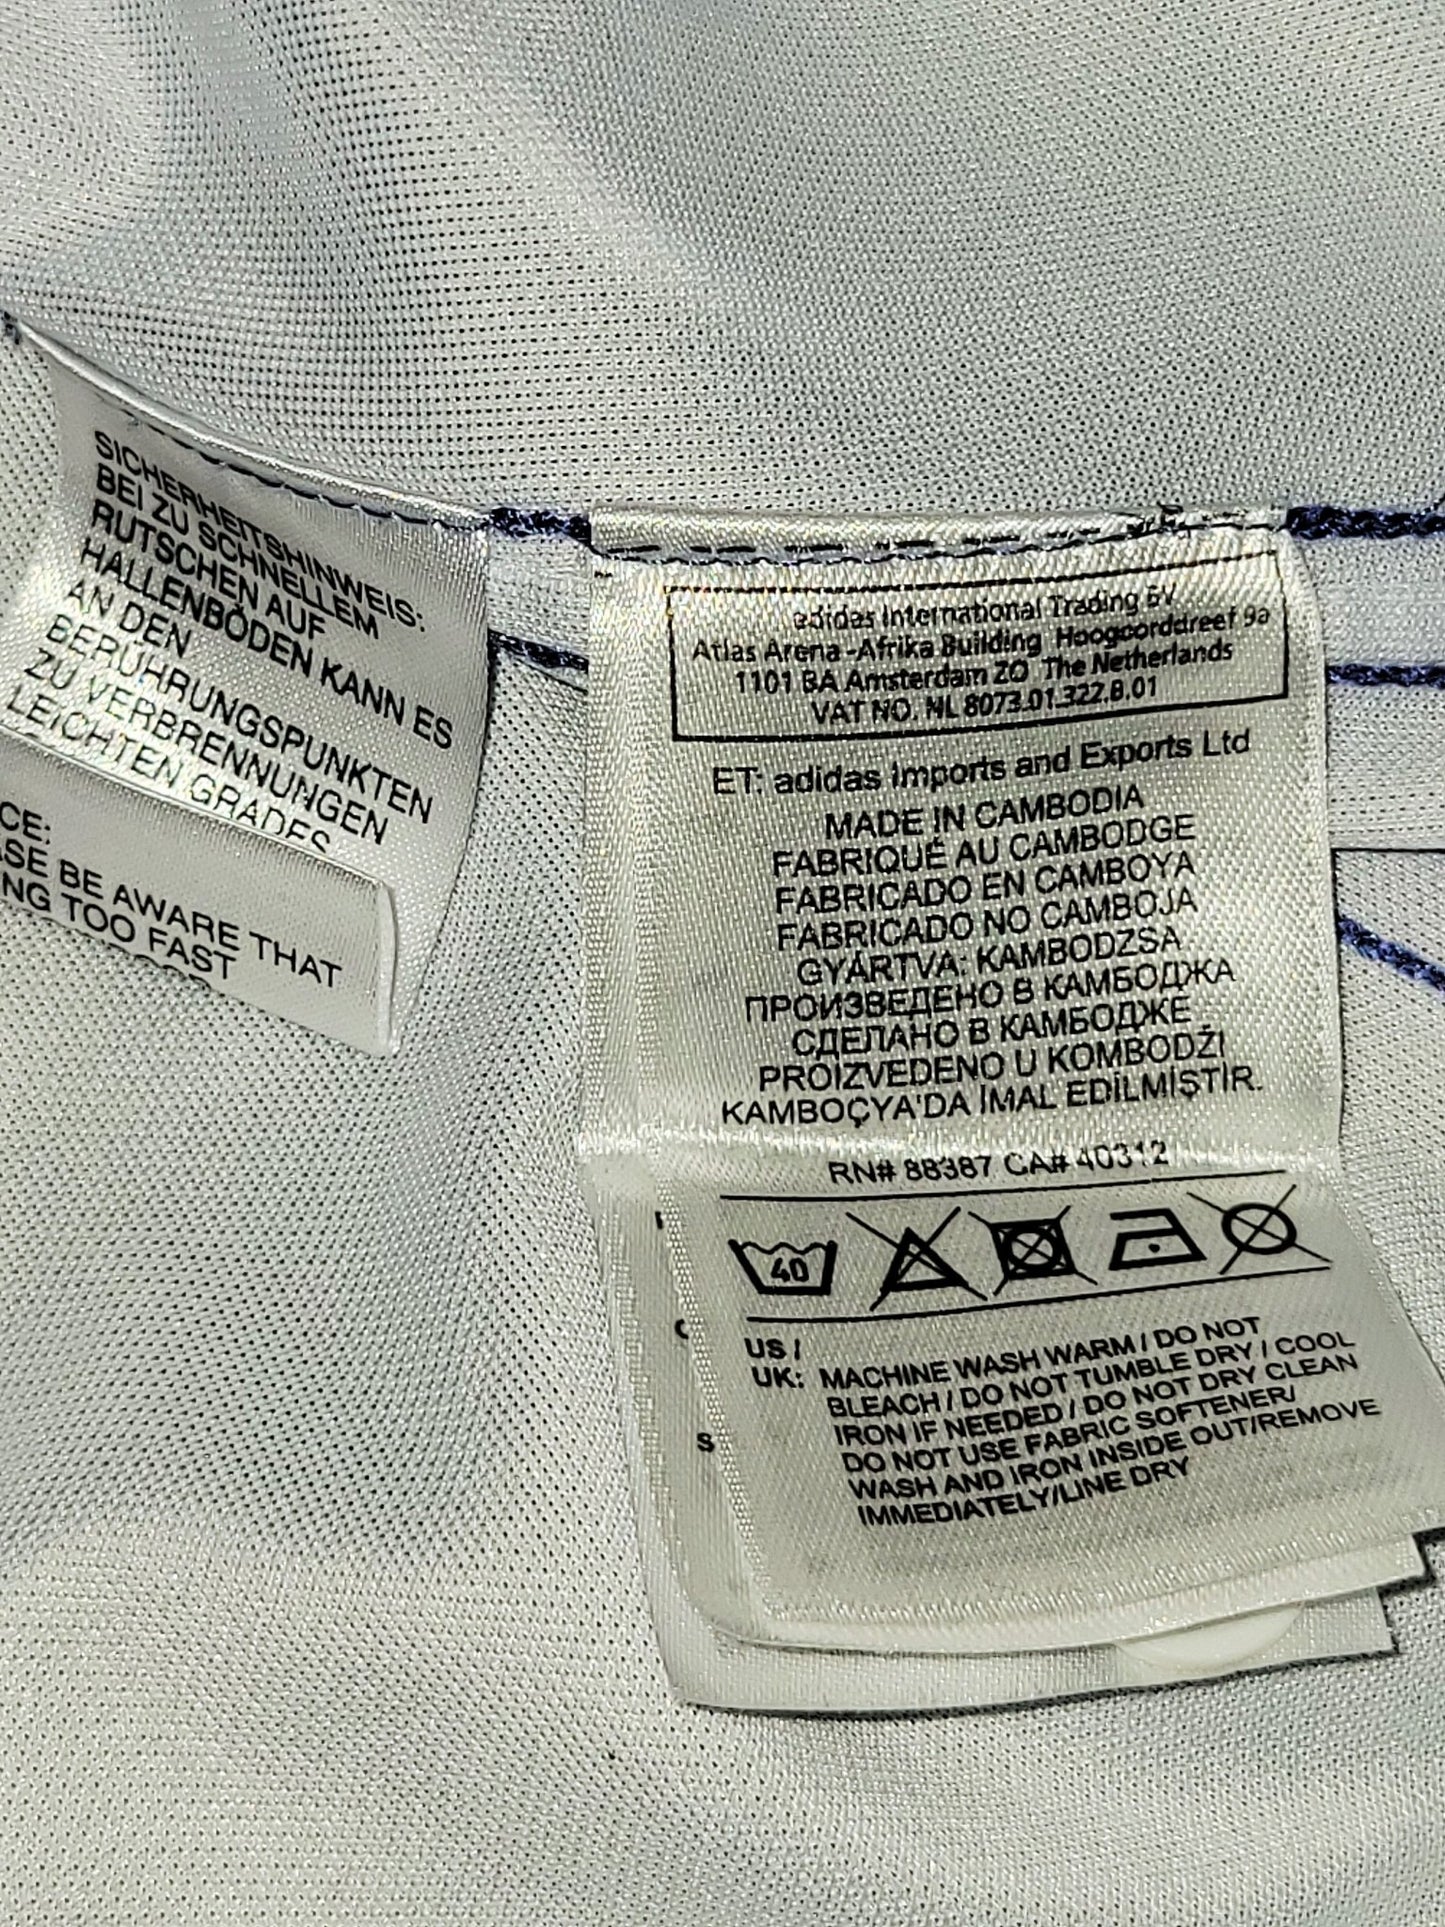 SICHERHEITSHINWEIS:
BEI ZU SCHNELLEM
RUTSCHEN AUF
HALLENBÖDEN KANN ES
AN DEN
BERÜHRUNGSPUNKTEN
ZU VERBRENNUNGEN
LEICHTEN GRADES
CE:
SE BE AWARE THAT
NG TOO FAST
adidas International Trading BV
Atlas Arena-Afrika Building Hoogoorddreef 9a
1101 BA Amsterdam ZO The Netherlands
VAT NO. NL 8073.01.322.B.01
ET: adidas Imports and Exports Ltd
MADE IN CAMBODIA
FABRIQUÉ AU CAMBODGE
FABRICADO EN CAMBOYA
FABRICADO NO CAMBOJA
GYÁRTVA: KAMBODZSA
ПРОИЗВЕДЕНО В КАМБОДЖА
СДЕЛАНО В КАМБОДЖЕ
PROIZVEDENO U KOMBODŽI
KAMBOÇYA'DA İMAL EDİLMİŞTİR.
RN# 88387 CA# 40312
40
US /
UK: MACHINE WASH WARM / DO NOT
BLEACH / DO NOT TUMBLE DRY / COOL
IRON IF NEEDED / DO NOT DRY CLEAN
DO NOT USE FABRIC SOFTENER/
WASH AND IRON INSIDE OUT/REMOVE
IMMEDIATELY/LINE DRY
S